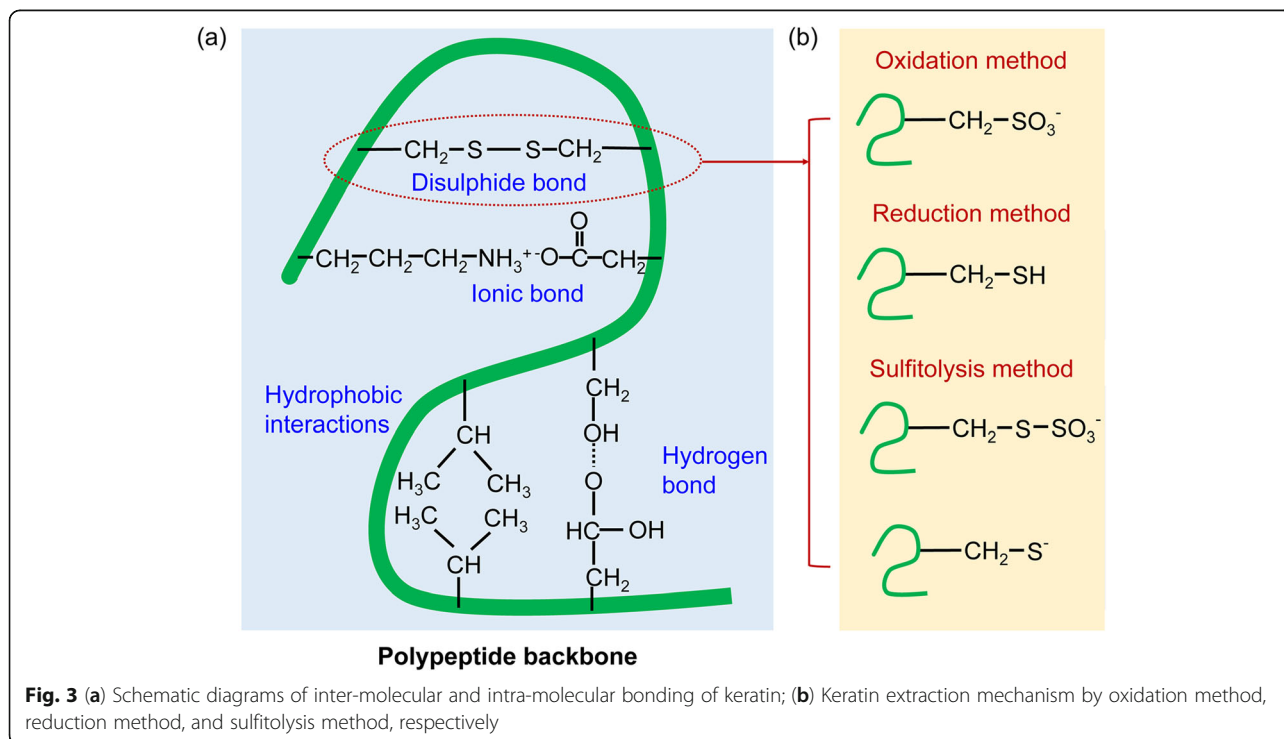 (a)
CH₂–S–S–CH₂
Disulphide bond
CH₂–CH₂–CH₂–NH₃⁺ ⁻O–C–CH₂
O
Ionic bond
Hydrophobic
interactions
CH
H₃C CH₃
H₃C CH₃
CH
CH₂
OH
O
HC–OH
CH₂
Hydrogen
bond
Polypeptide backbone
(b)
Oxidation method
CH₂–SO₃⁻
Reduction method
CH₂–SH
Sulfitolysis method
CH₂–S–SO₃⁻
CH₂–S⁻
Fig. 3 (a) Schematic diagrams of inter-molecular and intra-molecular bonding of keratin; (b) Keratin extraction mechanism by oxidation method,
reduction method, and sulfitolysis method, respectively